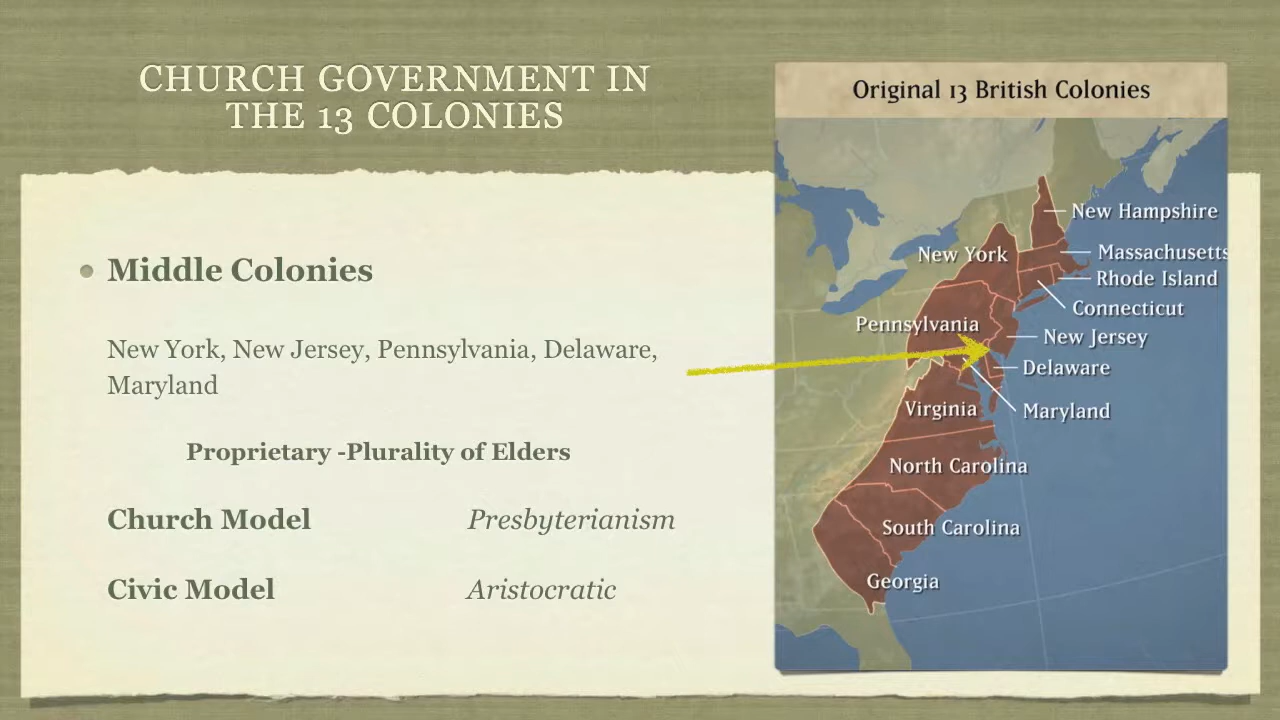 CHURCH GOVERNMENT IN
THE 13 COLONIES
Middle Colonies
New York, New Jersey, Pennsylvania, Delaware,
Maryland
Proprietary -Plurality of Elders
Church Model Presbyterianism
Civic Model Aristocratic
Original 13 British Colonies
New Hampshire
New York
Massachusetts
Rhode Island
Connecticut
Pennsylvania
New Jersey
Delaware
Virginia
Maryland
North Carolina
South Carolina
Georgia